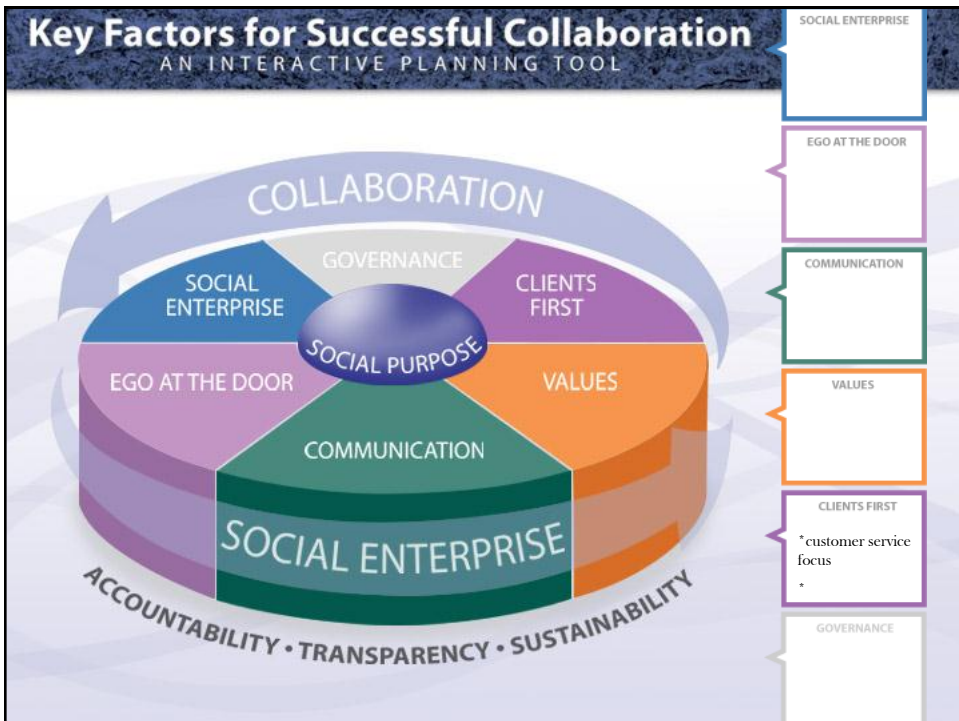 Key Factors for Successful Collaboration
AN INTERACTIVE PLANNING TOOL
COLLABORATION
GOVERNANCE
SOCIAL
ENTERPRISE
CLIENTS
FIRST
SOCIAL PURPOSE
EGO AT THE DOOR
VALUES
COMMUNICATION
SOCIAL ENTERPRISE
ACCOUNTABILITY • TRANSPARENCY • SUSTAINABILITY
SOCIAL ENTERPRISE
EGO AT THE DOOR
COMMUNICATION
VALUES
CLIENTS FIRST
*customer service
focus
*
GOVERNANCE